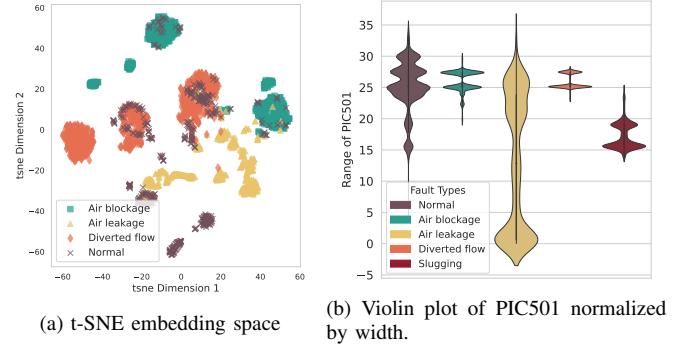 60
40
20
0
−20
−40
−60
tsne Dimension 2
Air blockage
Air leakage
Diverted flow
Normal
−60 −40 −20 0 20 40 60
tsne Dimension 1
(a) t-SNE embedding space
35
30
25
20
15
10
5
0
−5
Range of PIC501
Fault Types
Normal
Air blockage
Air leakage
Diverted flow
Slugging
(b) Violin plot of PIC501 normalized
by width.